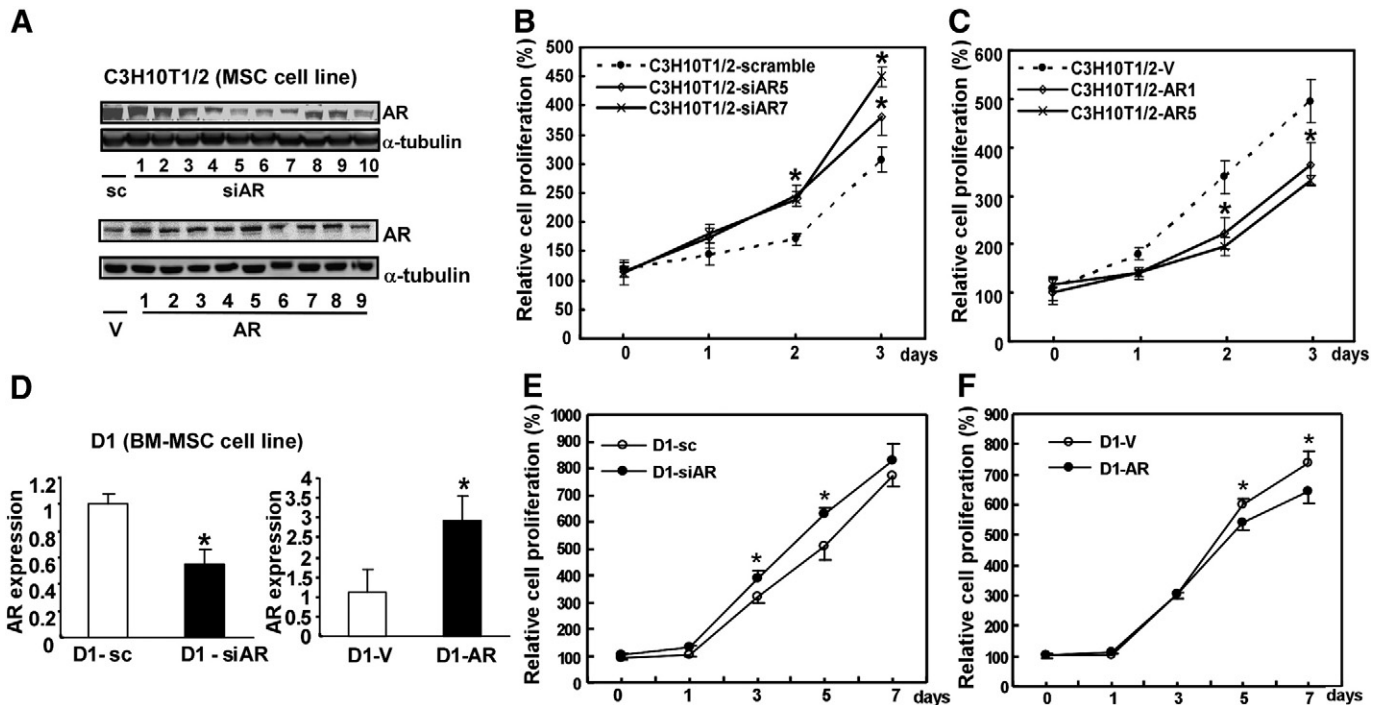 A
C3H10T1/2 (MSC cell line)
AR
α-tubulin
1 2 3 4 5 6 7 8 9 10
sc siAR
AR
α-tubulin
1 2 3 4 5 6 7 8 9
V AR
B
Relative cell proliferation (%)
500
450
400
350
300
250
200
150
100
50
0
C3H10T1/2-scramble
C3H10T1/2-siAR5
C3H10T1/2-siAR7
*
*
*
0 1 2 3 days
C
Relative cell proliferation (%)
600
500
400
300
200
100
0
C3H10T1/2-V
C3H10T1/2-AR1
C3H10T1/2-AR5
*
*
0 1 2 3 days
D
D1 (BM-MSC cell line)
AR expression
1.2
1
0.8
0.6
0.4
0.2
0
*
D1-sc D1-siAR
AR expression
4
3.5
3
2.5
2
1.5
1
0.5
0
*
D1-V D1-AR
E
Relative cell proliferation (%)
1000
900
800
700
600
500
400
300
200
100
0
D1-sc
D1-siAR
*
*
0 1 3 5 7 days
F
Relative cell proliferation (%)
900
800
700
600
500
400
300
200
100
0
D1-V
D1-AR
*
*
0 1 3 5 7 days